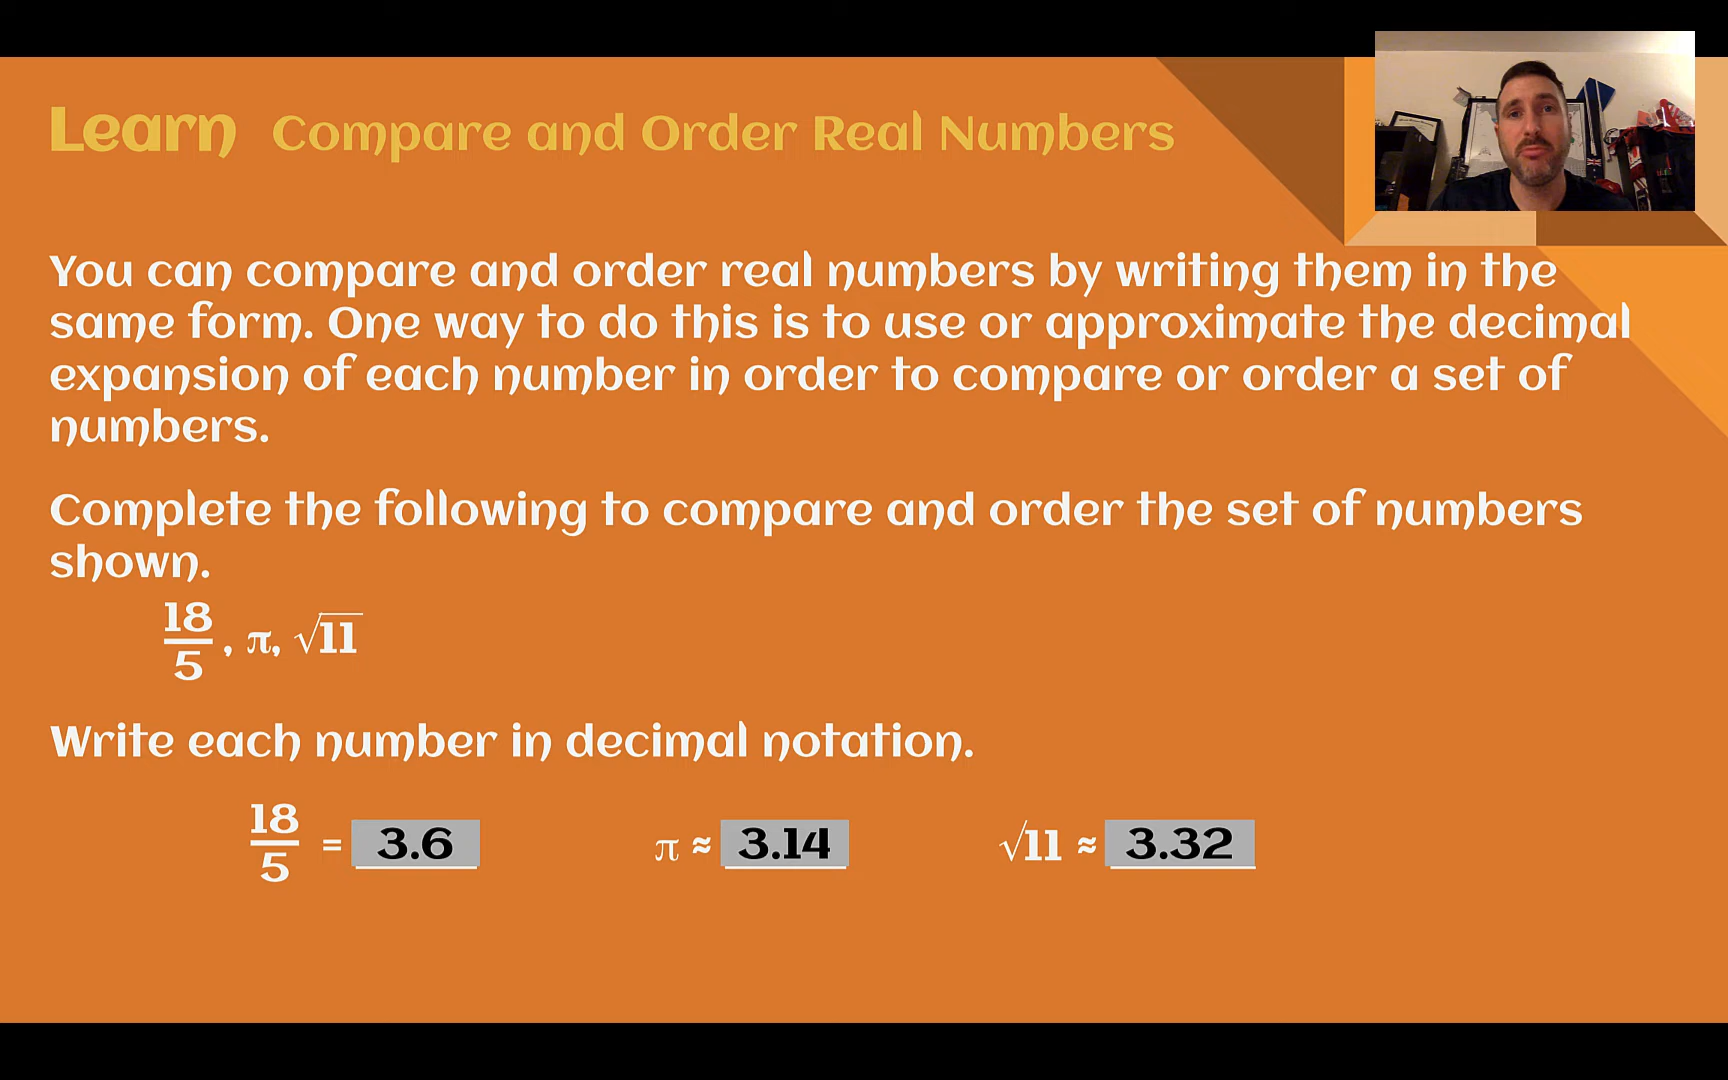 Learn Compare and Order Real Numbers
You can compare and order real numbers by writing them in the
same form. One way to do this is to use or approximate the decimal
expansion of each number in order to compare or order a set of
numbers.
Complete the following to compare and order the set of numbers
shown.
18/5, π, √11
Write each number in decimal notation.
18/5 = 3.6 π ≈ 3.14 √11 ≈ 3.32